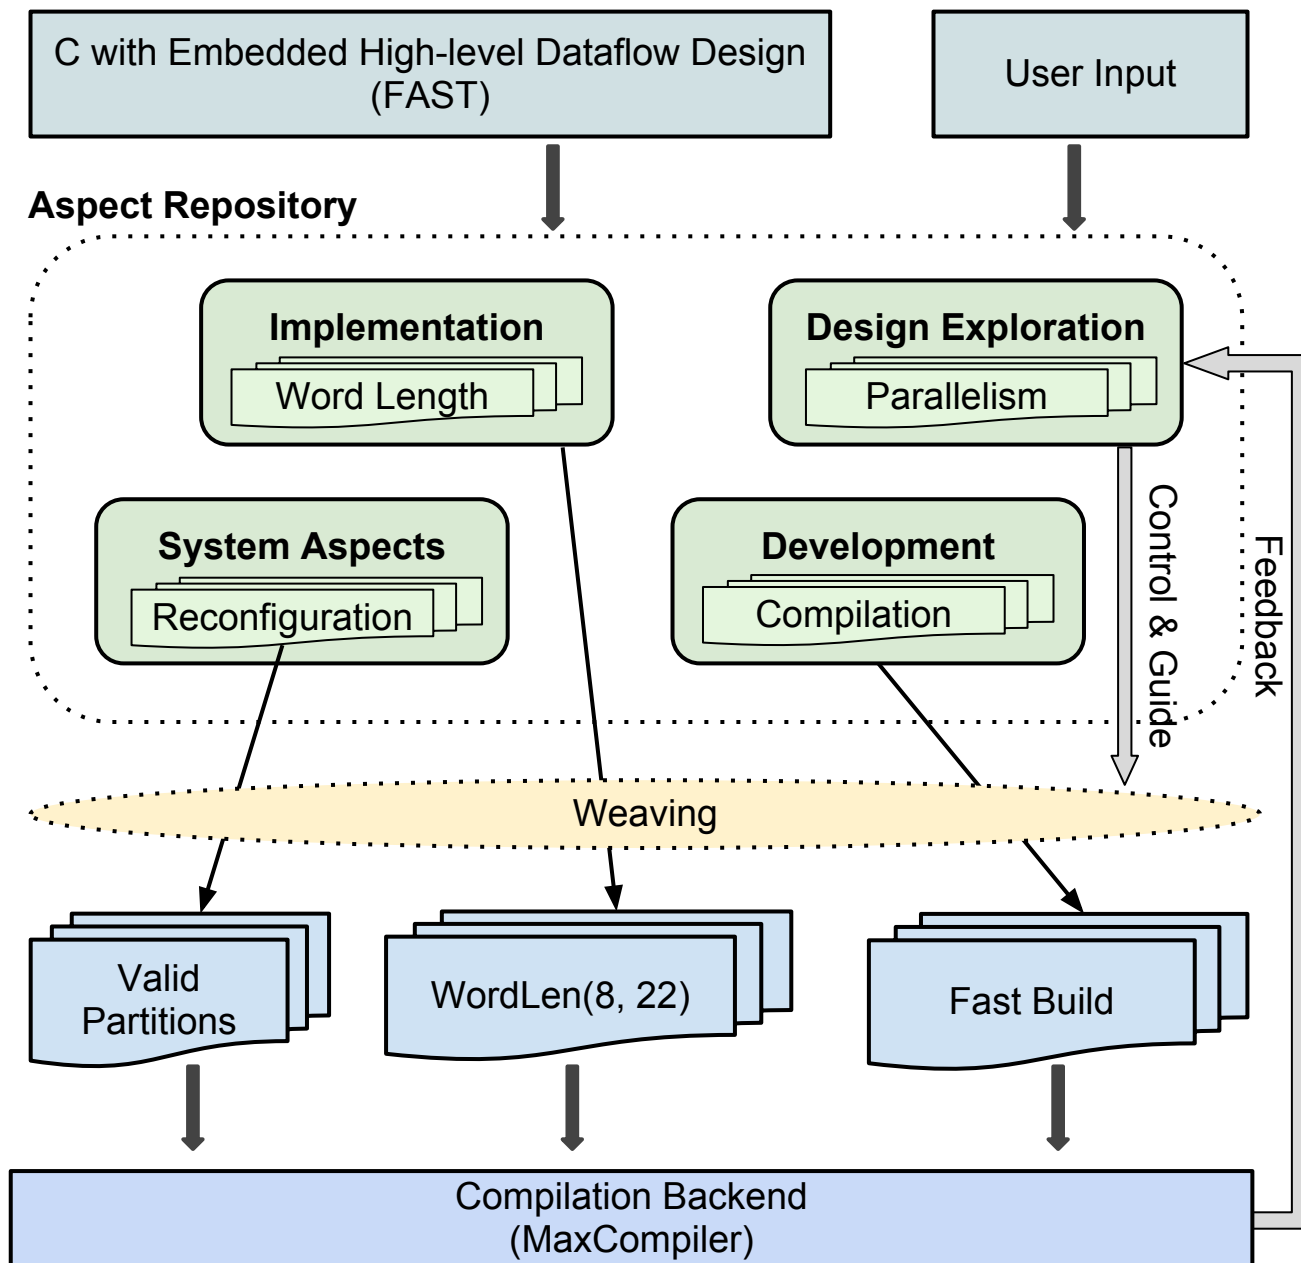 C with Embedded High-level Dataflow Design
(FAST)
User Input
Aspect Repository
Implementation
Word Length
Design Exploration
Parallelism
System Aspects
Reconfiguration
Development
Compilation
Control & Guide
Feedback
Weaving
Valid
Partitions
WordLen(8, 22)
Fast Build
Compilation Backend
(MaxCompiler)